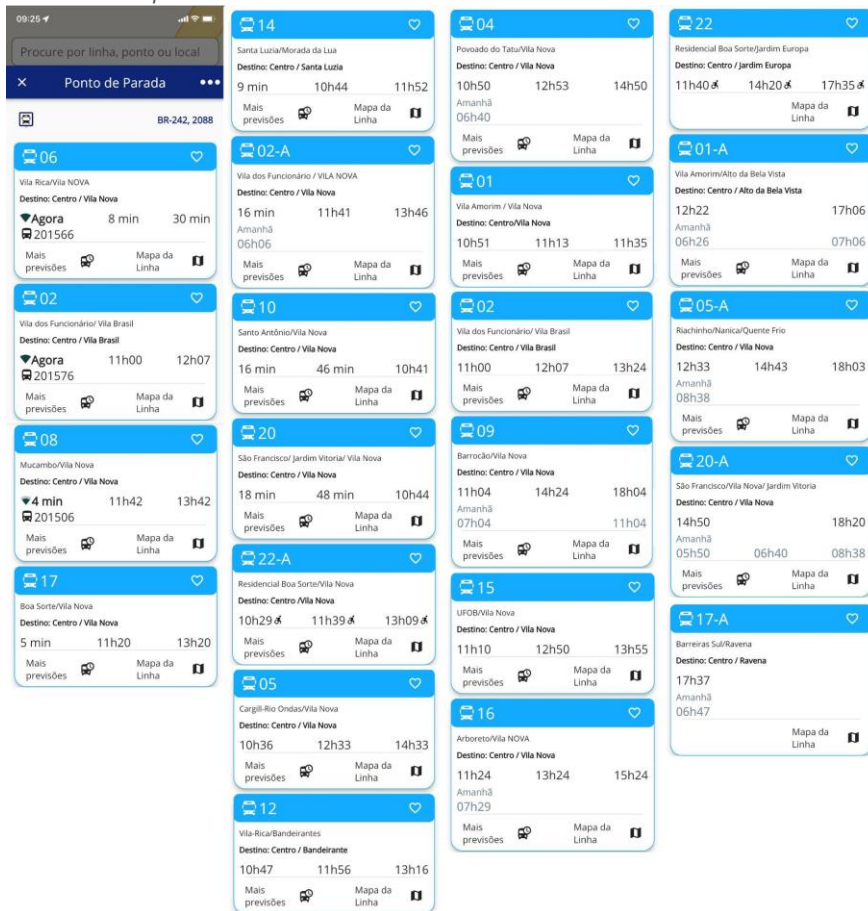 09:25
Procure por linha, ponto ou local
× Ponto de Parada •••
BR-242, 2088
06
Vila Rica/Vila NOVA
Destino: Centro / Vila Nova
Agora 8 min 30 min
201566
Mais previsões Mapa da Linha
02
Vila dos Funcionário/ Vila Brasil
Destino: Centro / Vila Brasil
Agora 11h00 12h07
201576
Mais previsões Mapa da Linha
08
Mucambo/Vila Nova
Destino: Centro / Vila Nova
4 min 11h42 13h42
201506
Mais previsões Mapa da Linha
17
Boa Sorte/Vila Nova
Destino: Centro / Vila Nova
5 min 11h20 13h20
Mais previsões Mapa da Linha
14
Santa Luzia/Morada da Lua
Destino: Centro / Santa Luzia
9 min 10h44 11h52
Mais previsões Mapa da Linha
02-A
Vila dos Funcionário / VILA NOVA
Destino: Centro / Vila Nova
16 min 11h41 13h46
Amanhã
06h06
Mais previsões Mapa da Linha
10
Santo Antônio/Vila Nova
Destino: Centro / Vila Nova
16 min 46 min 10h41
Mais previsões Mapa da Linha
20
São Francisco/ Jardim Vitoria/ Vila Nova
Destino: Centro / Vila Nova
18 min 48 min 10h44
Mais previsões Mapa da Linha
22-A
Residencial Boa Sorte/Vila Nova
Destino: Centro /Vila Nova
10h29 11h39 13h09
Mais previsões Mapa da Linha
05
Cargill-Rio Ondas/Vila Nova
Destino: Centro / Vila Nova
10h36 12h33 14h33
Mais previsões Mapa da Linha
12
Vila-Rica/Bandeirantes
Destino: Centro / Bandeirante
10h47 11h56 13h16
Mais previsões Mapa da Linha
04
Povoado do Tatu/Vila Nova
Destino: Centro / Vila Nova
10h50 12h53 14h50
Amanhã
06h40
Mais previsões Mapa da Linha
01
Vila Amorim / Vila Nova
Destino: Centro/Vila Nova
10h51 11h13 11h35
Mais previsões Mapa da Linha
02
Vila dos Funcionário/ Vila Brasil
Destino: Centro / Vila Brasil
11h00 12h07 13h24
Mais previsões Mapa da Linha
09
Barrocão/Vila Nova
Destino: Centro / Vila Nova
11h04 14h24 18h04
Amanhã
07h04 11h04
Mais previsões Mapa da Linha
15
UFOB/Vila Nova
Destino: Centro / Vila Nova
11h10 12h50 13h55
Mais previsões Mapa da Linha
16
Arboreto/Vila NOVA
Destino: Centro / Vila Nova
11h24 13h24 15h24
Amanhã
07h29
Mais previsões Mapa da Linha
22
Residencial Boa Sorte/Jardim Europa
Destino: Centro / Jardim Europa
11h40 14h20 17h35
Mapa da Linha
01-A
Vila Amorim/Alto da Bela Vista
Destino: Centro / Alto da Bela Vista
12h22 17h06
Amanhã
06h26 07h06
Mais previsões Mapa da Linha
05-A
Riachinho/Nanica/Quente Frio
Destino: Centro / Vila Nova
12h33 14h43 18h03
Amanhã
08h38
Mais previsões Mapa da Linha
20-A
São Francisco/Vila Nova/ Jardim Vitoria
Destino: Centro / Vila Nova
14h50 18h20
Amanhã
05h50 06h40 08h38
Mais previsões Mapa da Linha
17-A
Barreiras Sul/Ravena
Destino: Centro / Ravena
17h37
Amanhã
06h47
Mapa da Linha